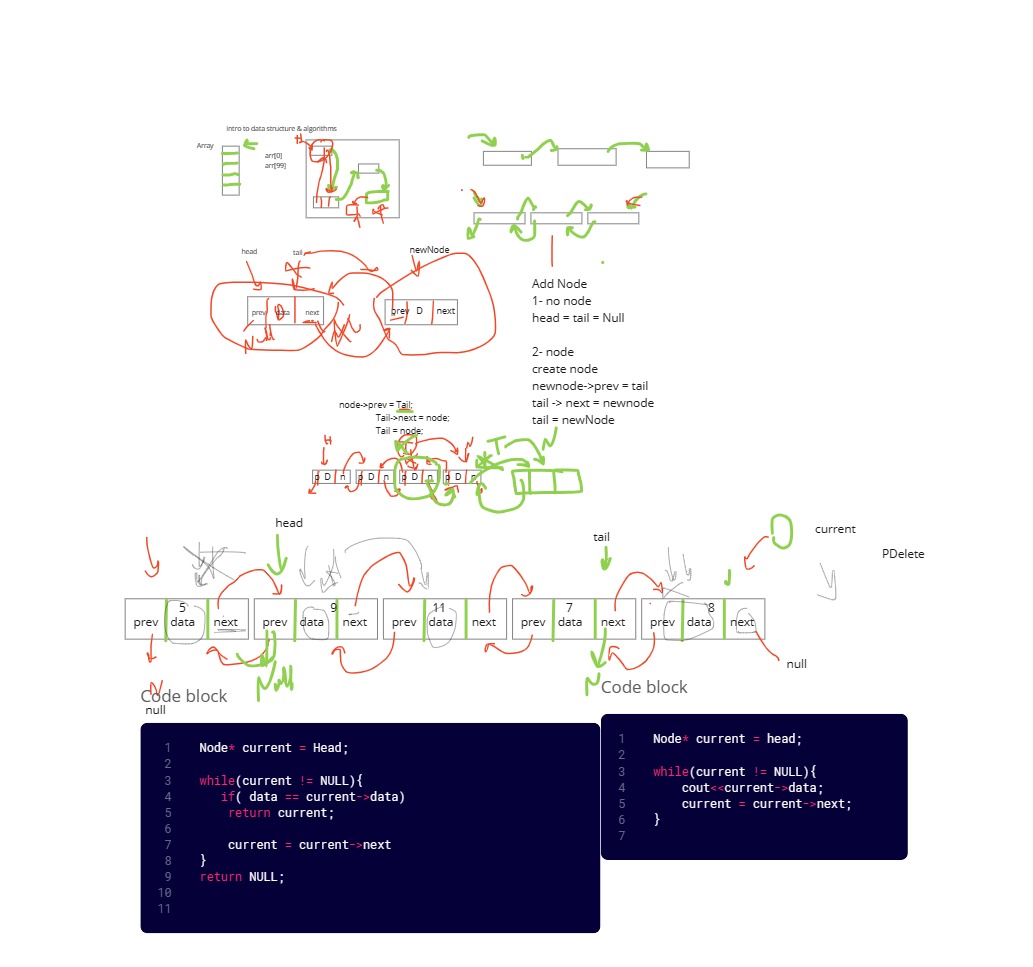 intro to data structure & algorithms
Array
arr[0]
arr[99]
H
head
tail
newNode
prev
data
next
D
Null
prev
D
next
Add Node
1- no node
head = tail = Null
2- node
create node
newnode->prev = tail
tail -> next = newnode
tail = newNode
node->prev = Tail;
Tail->next = node;
Tail = node;
H
N
T
N
p D n
p D n
p D n
p D n
head
tail
current
PDelete
5
9
11
7
8
prev data next
prev data next
prev data next
prev data next
prev data next
null
N
Null
N
null
Code block
1 Node* current = Head;
2
3 while(current != NULL){
4 if( data == current->data)
5 return current;
6
7 current = current->next
8 }
9 return NULL;
10
11
Code block
1 Node* current = head;
2
3 while(current != NULL){
4 cout<<current->data;
5 current = current->next;
6 }
7